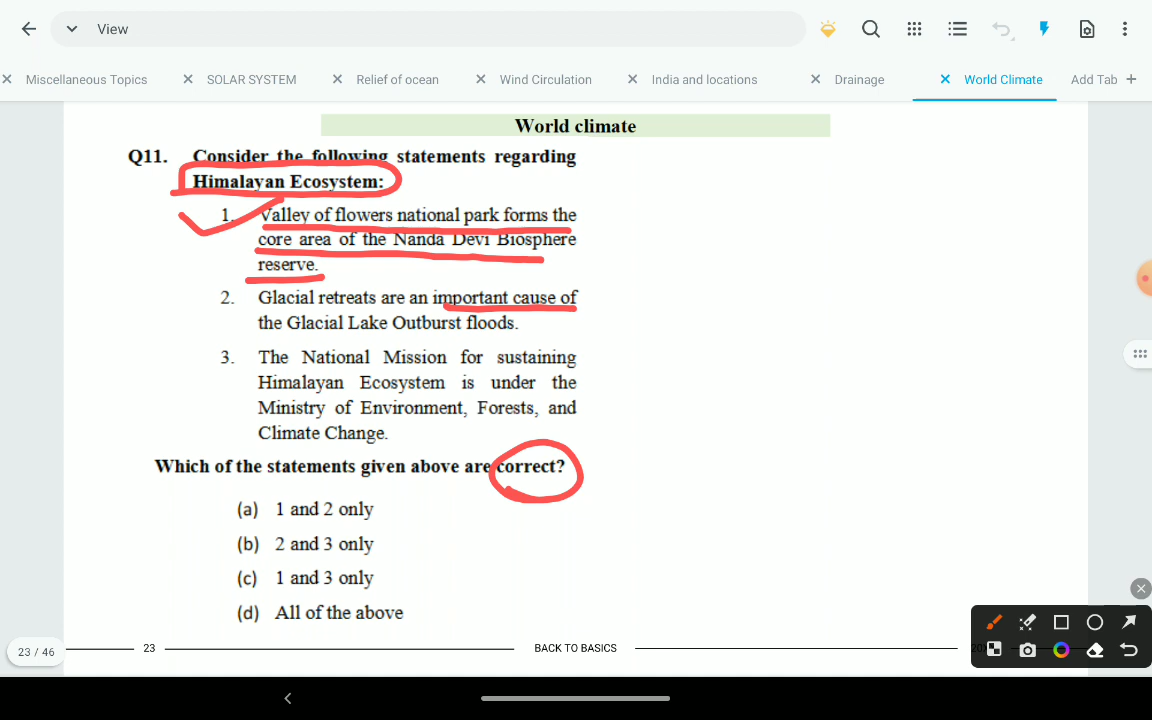 View
Miscellaneous Topics
SOLAR SYSTEM
Relief of ocean
Wind Circulation
India and locations
Drainage
World Climate
Add Tab +
World climate
Q11. Consider the following statements regarding
Himalayan Ecosystem:
1. Valley of flowers national park forms the
core area of the Nanda Devi Biosphere
reserve.
2. Glacial retreats are an important cause of
the Glacial Lake Outburst floods.
3. The National Mission for sustaining
Himalayan Ecosystem is under the
Ministry of Environment, Forests, and
Climate Change.
Which of the statements given above are correct?
(a) 1 and 2 only
(b) 2 and 3 only
(c) 1 and 3 only
(d) All of the above
23 / 46
23
BACK TO BASICS